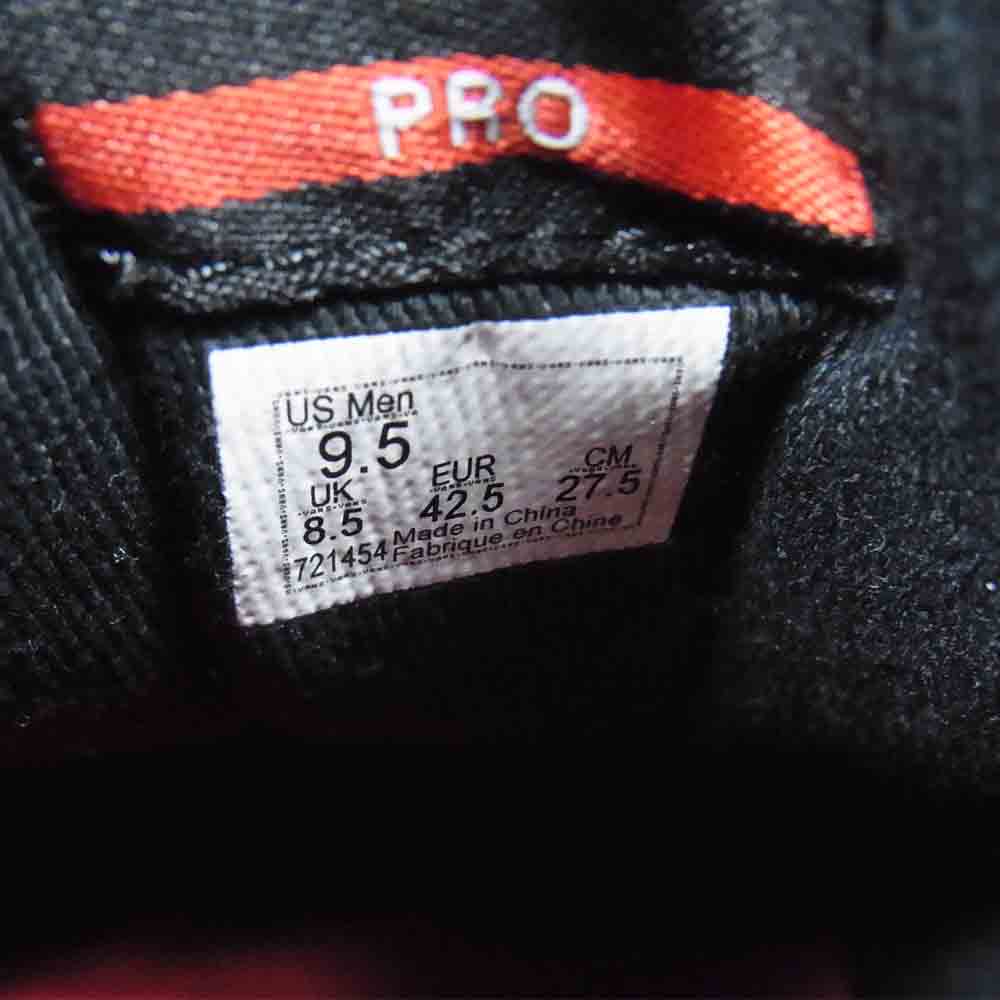 PRO
US Men
9.5
UK EUR CM
8.5 42.5 27.5
Made in China
721454 Fabrique en Chine